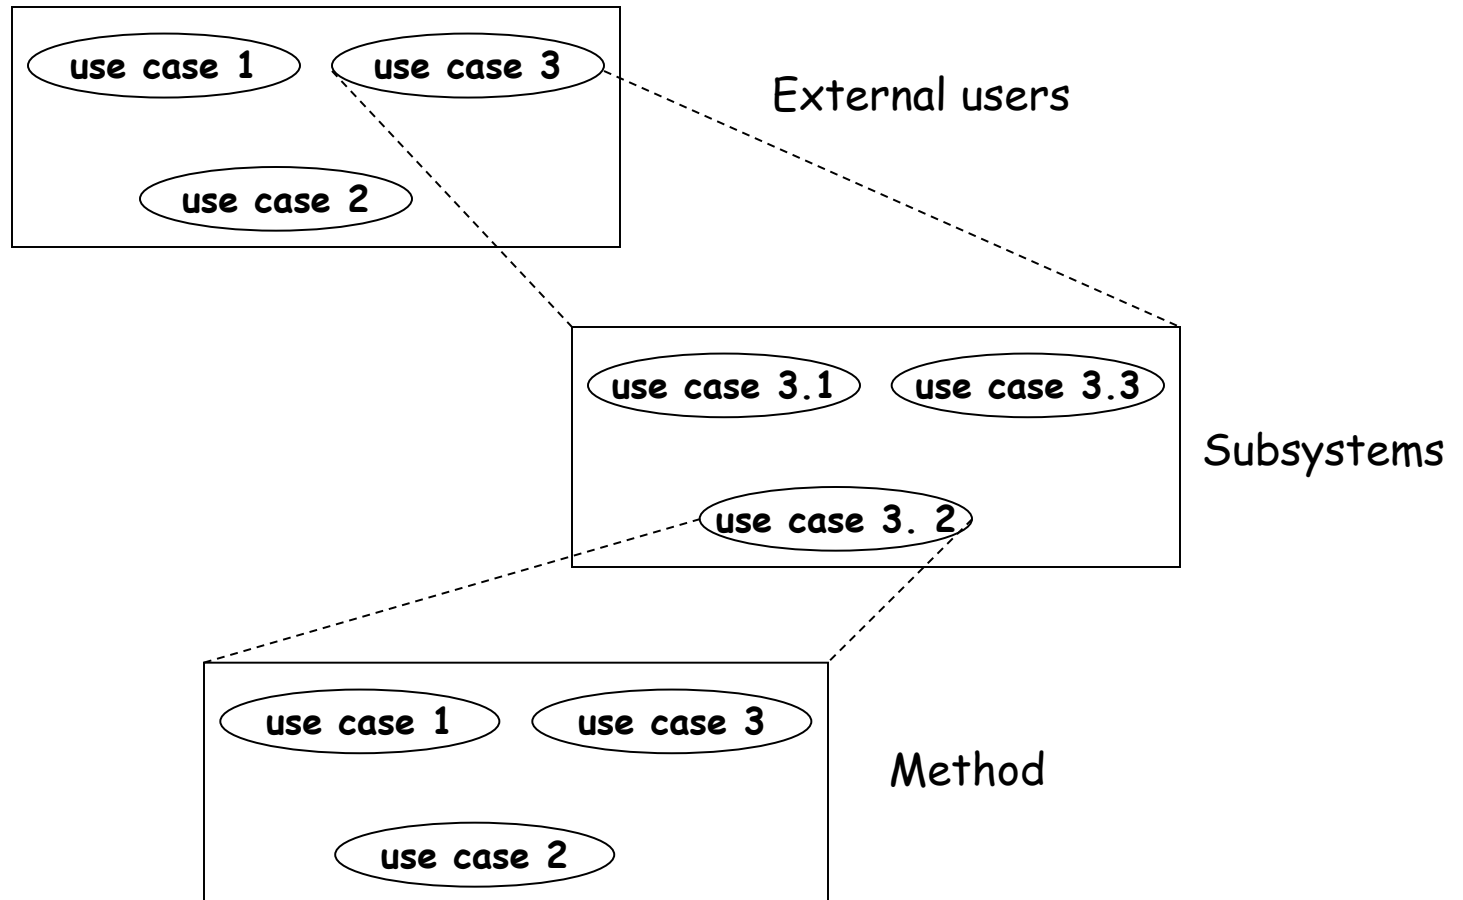 use case 1
use case 3
External users
use case 2
use case 3.1
use case 3.3
Subsystems
use case 3. 2
use case 1
use case 3
Method
use case 2